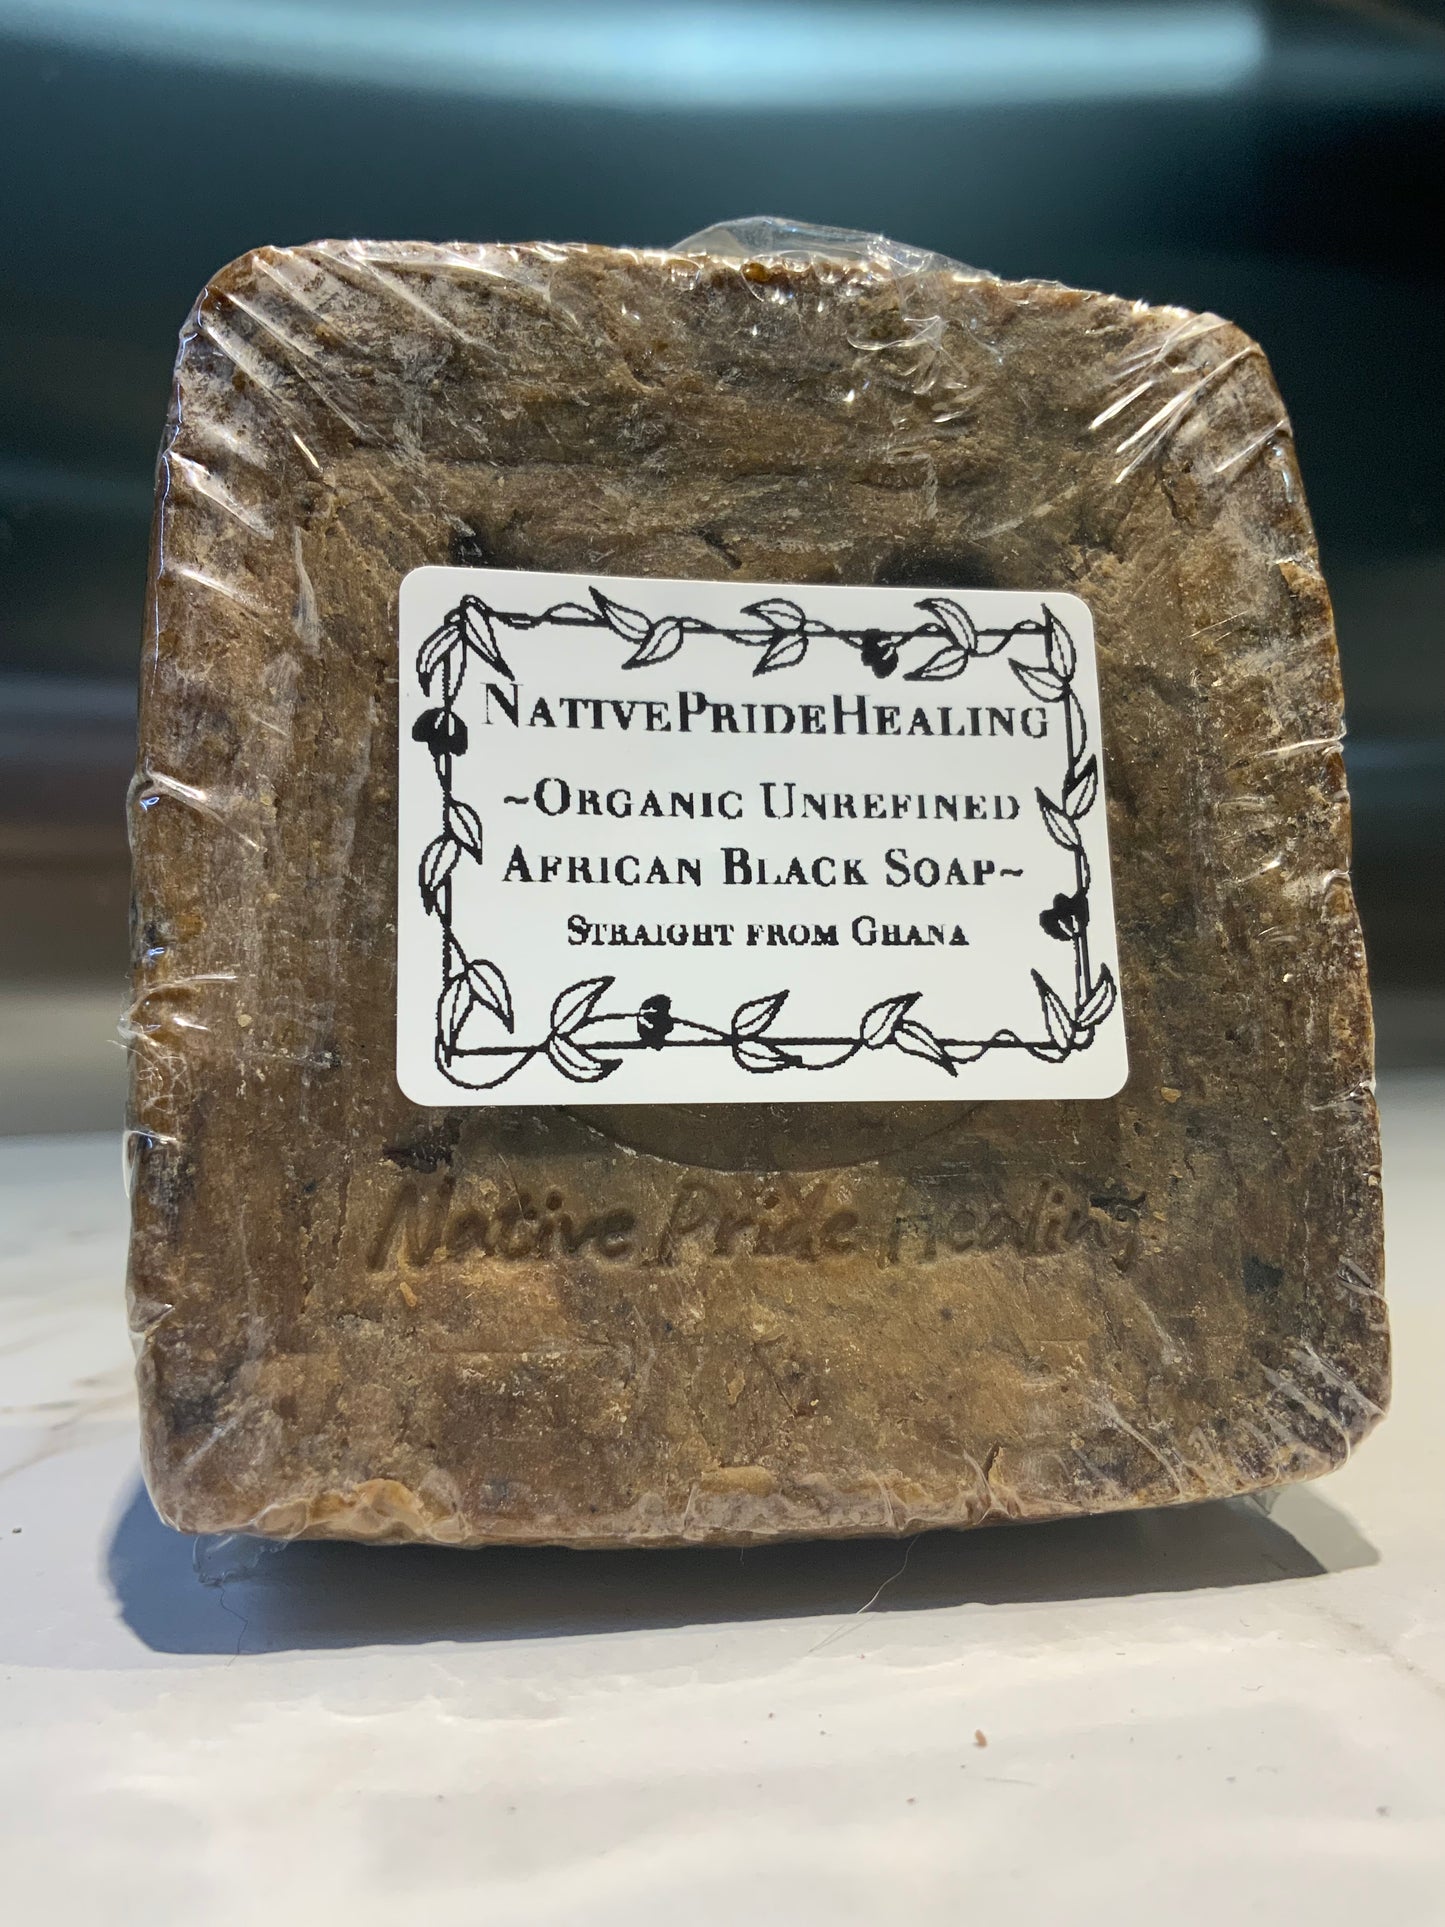 NativePrideHealing
~Organic Unrefined
African Black Soap~
Straight from Ghana
Native Pride Healing